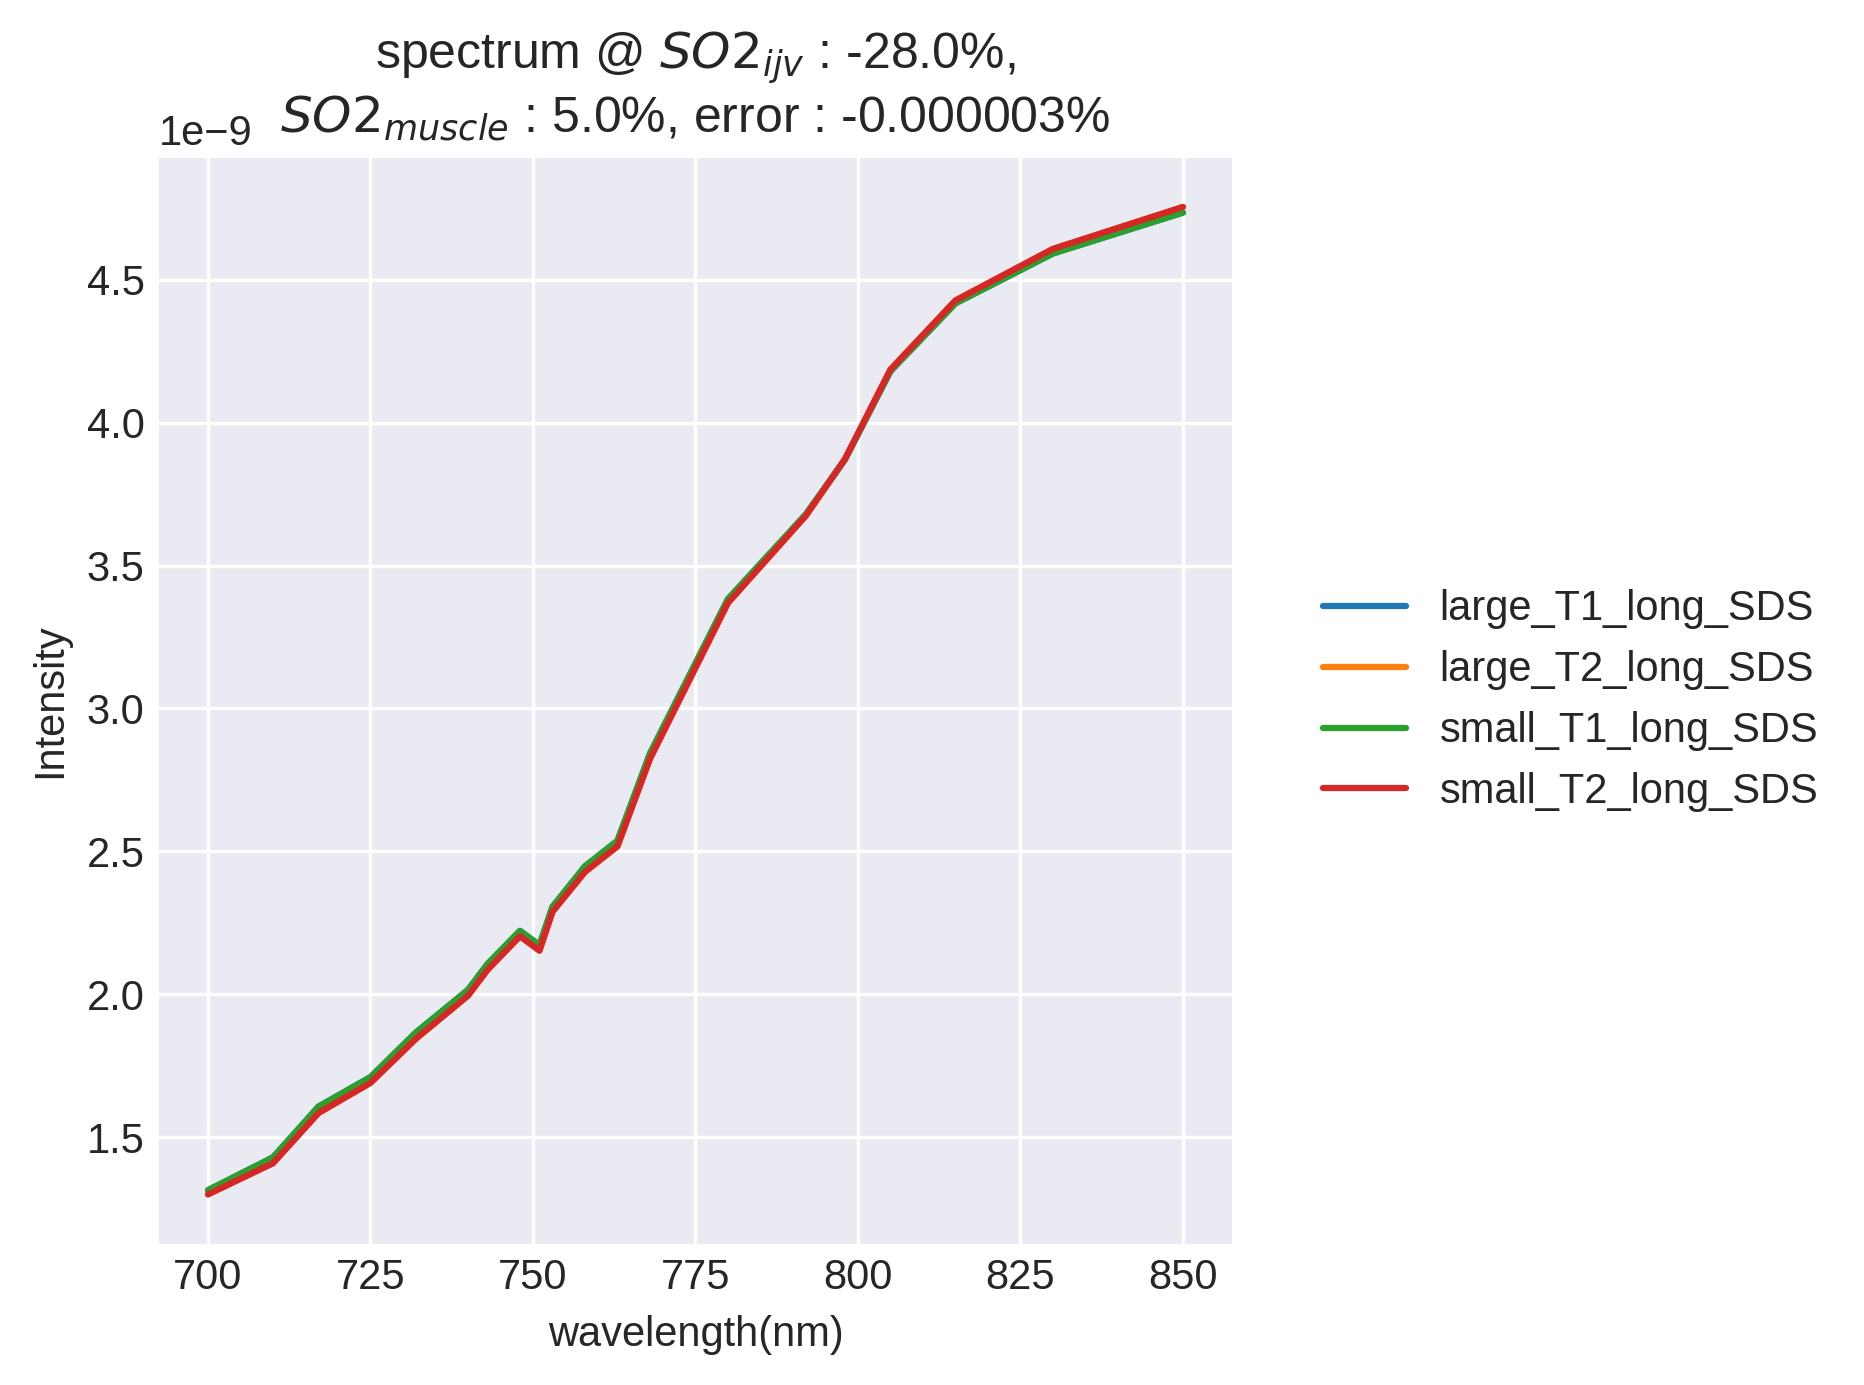 spectrum @ SO2ijv : -28.0%,
SO2muscle : 5.0%, error : -0.000003%
1e−9
4.5
4.0
3.5
3.0
2.5
2.0
1.5
Intensity
700 725 750 775 800 825 850
wavelength(nm)
large_T1_long_SDS
large_T2_long_SDS
small_T1_long_SDS
small_T2_long_SDS